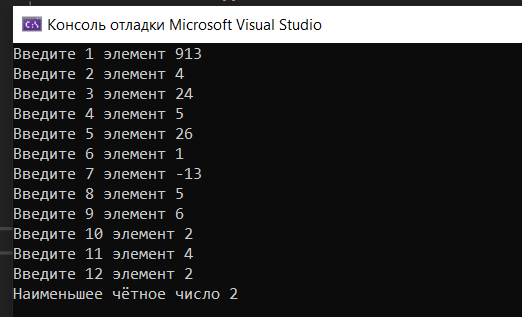 C:\
Консоль отладки Microsoft Visual Studio
Введите 1 элемент 913
Введите 2 элемент 4
Введите 3 элемент 24
Введите 4 элемент 5
Введите 5 элемент 26
Введите 6 элемент 1
Введите 7 элемент -13
Введите 8 элемент 5
Введите 9 элемент 6
Введите 10 элемент 2
Введите 11 элемент 4
Введите 12 элемент 2
Наименьшее чётное число 2